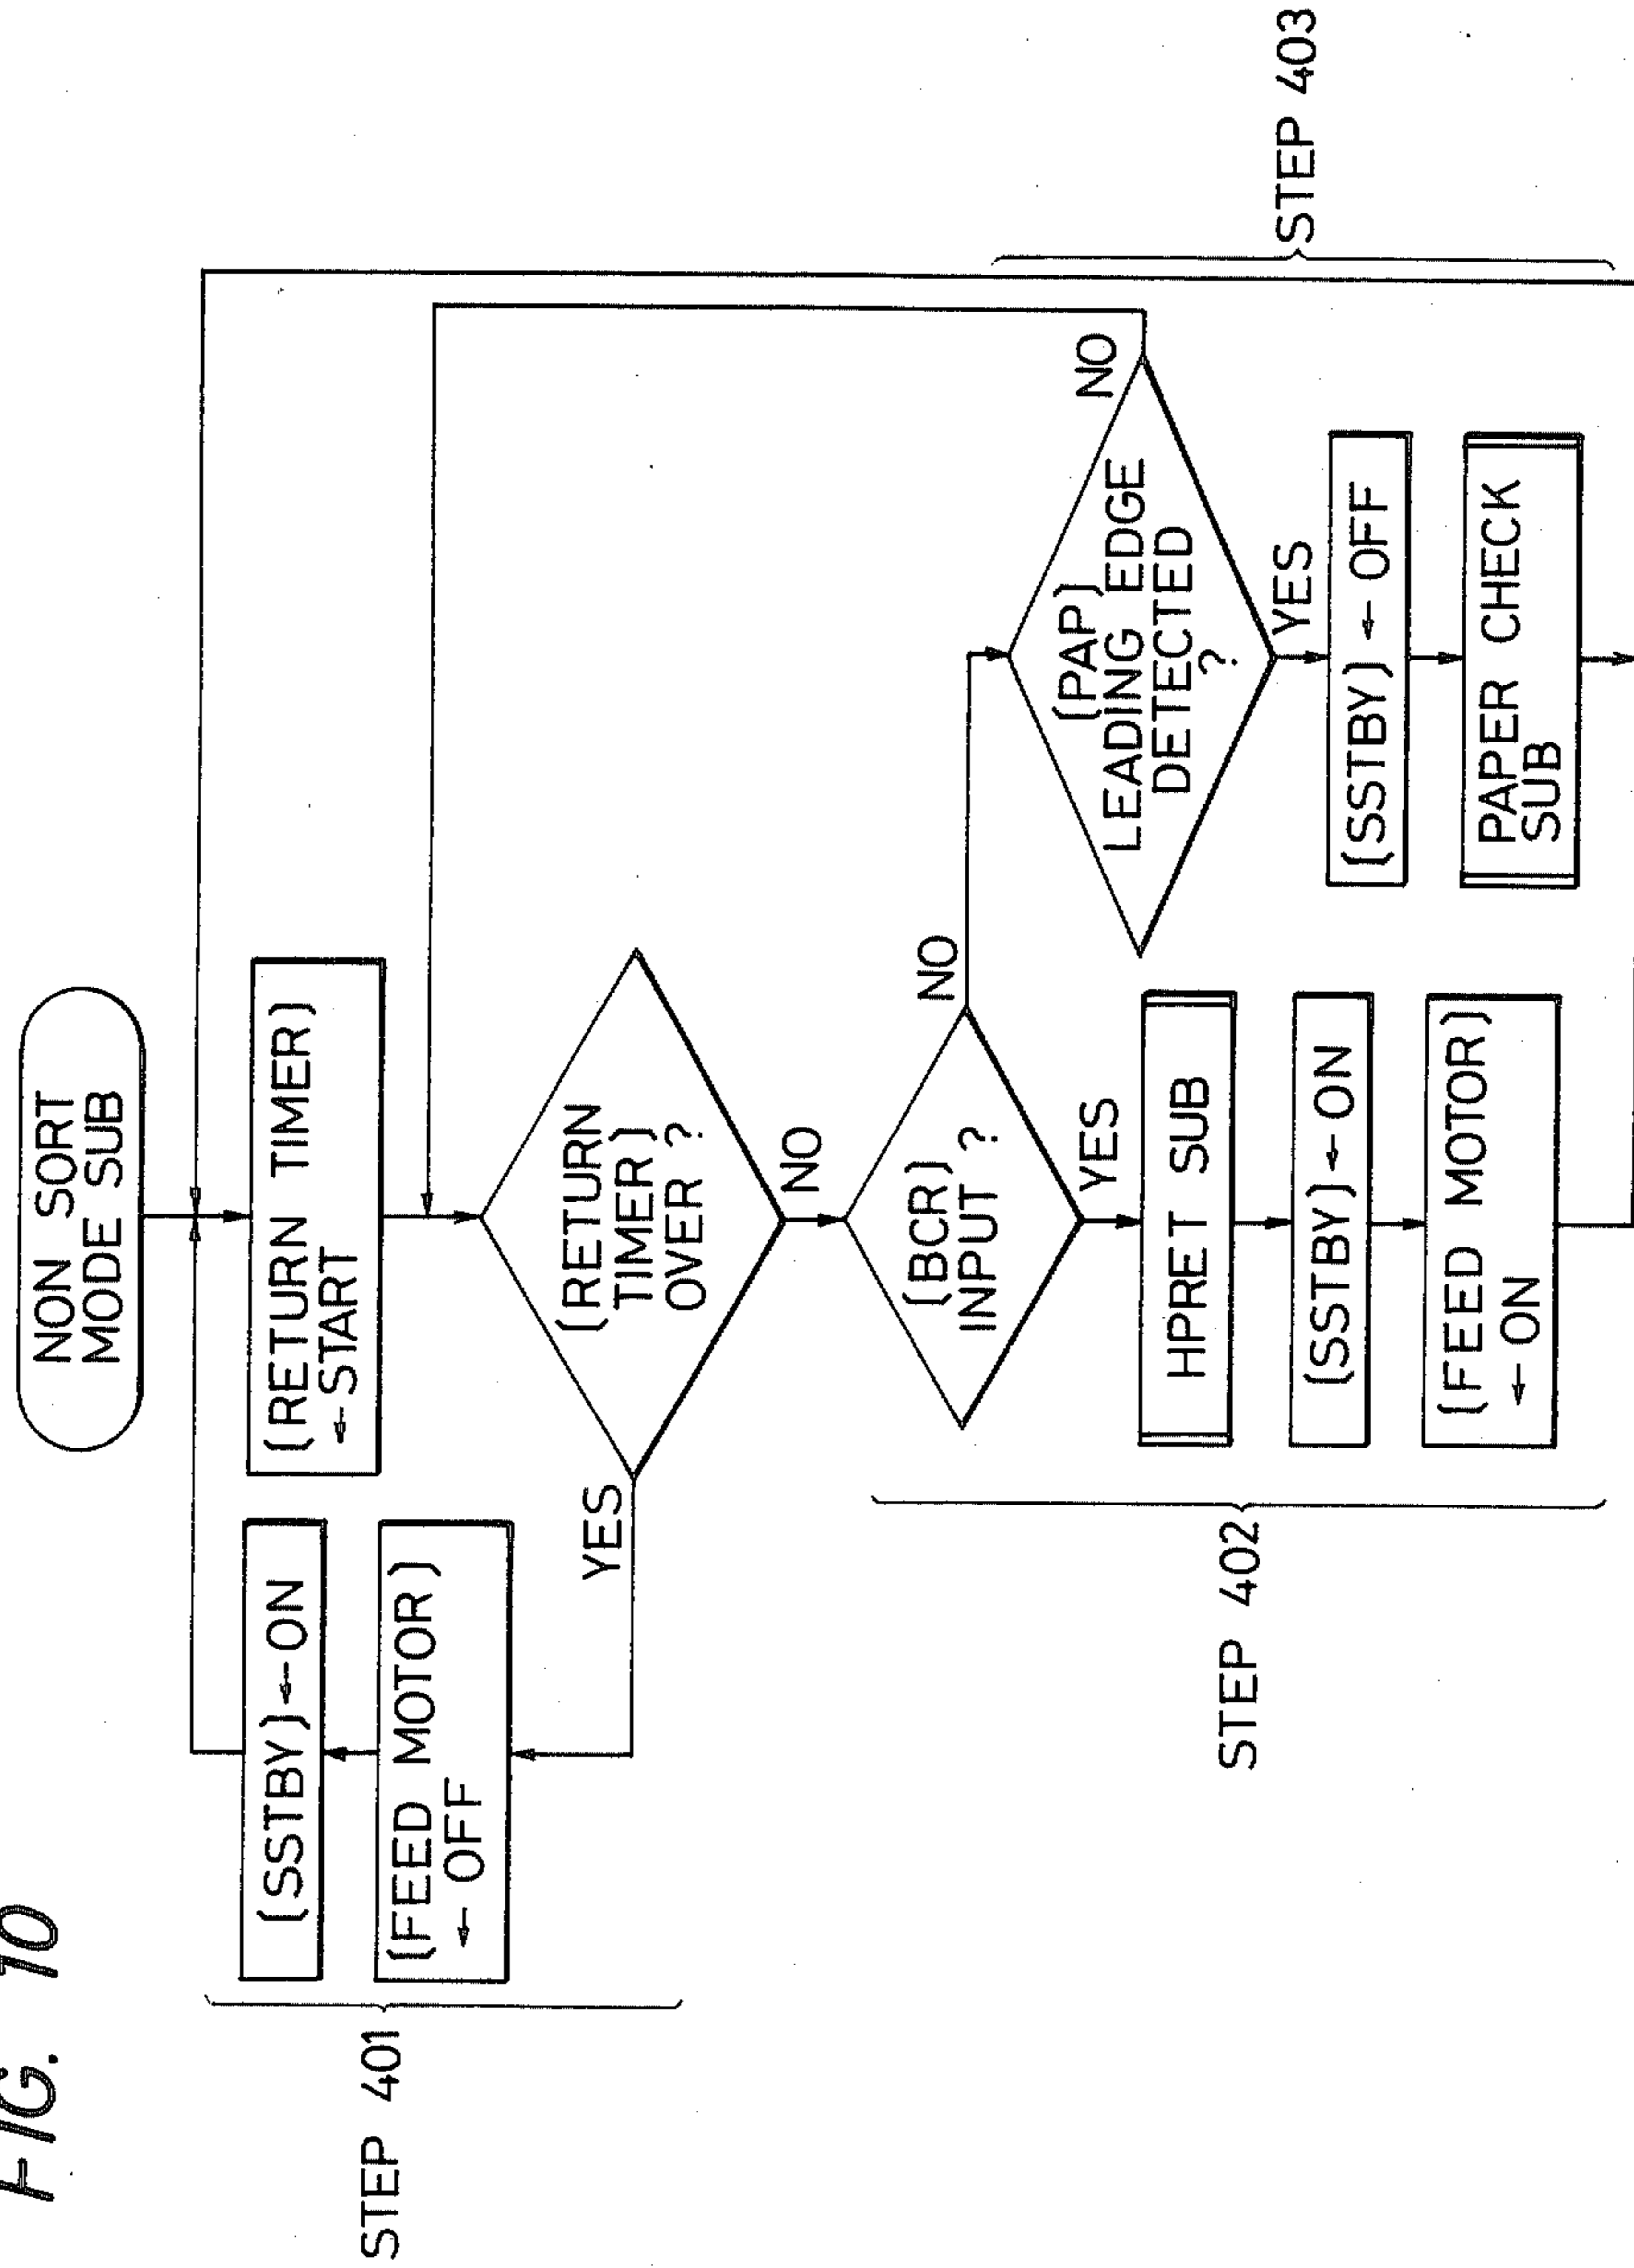 FIG. 10
NON SORT
MODE SUB
(RETURN TIMER)
←START
(SSTBY)←ON
(FEED MOTOR)
← OFF
STEP 401
(RETURN
TIMER)
OVER ?
YES
NO
(BCR)
INPUT ?
NO
YES
HPRET SUB
(SSTBY)←ON
(FEED MOTOR)
← ON
STEP 402
(PAP)
LEADING EDGE
DETECTED
?
NO
YES
(SSTBY) ← OFF
PAPER CHECK
SUB
STEP 403